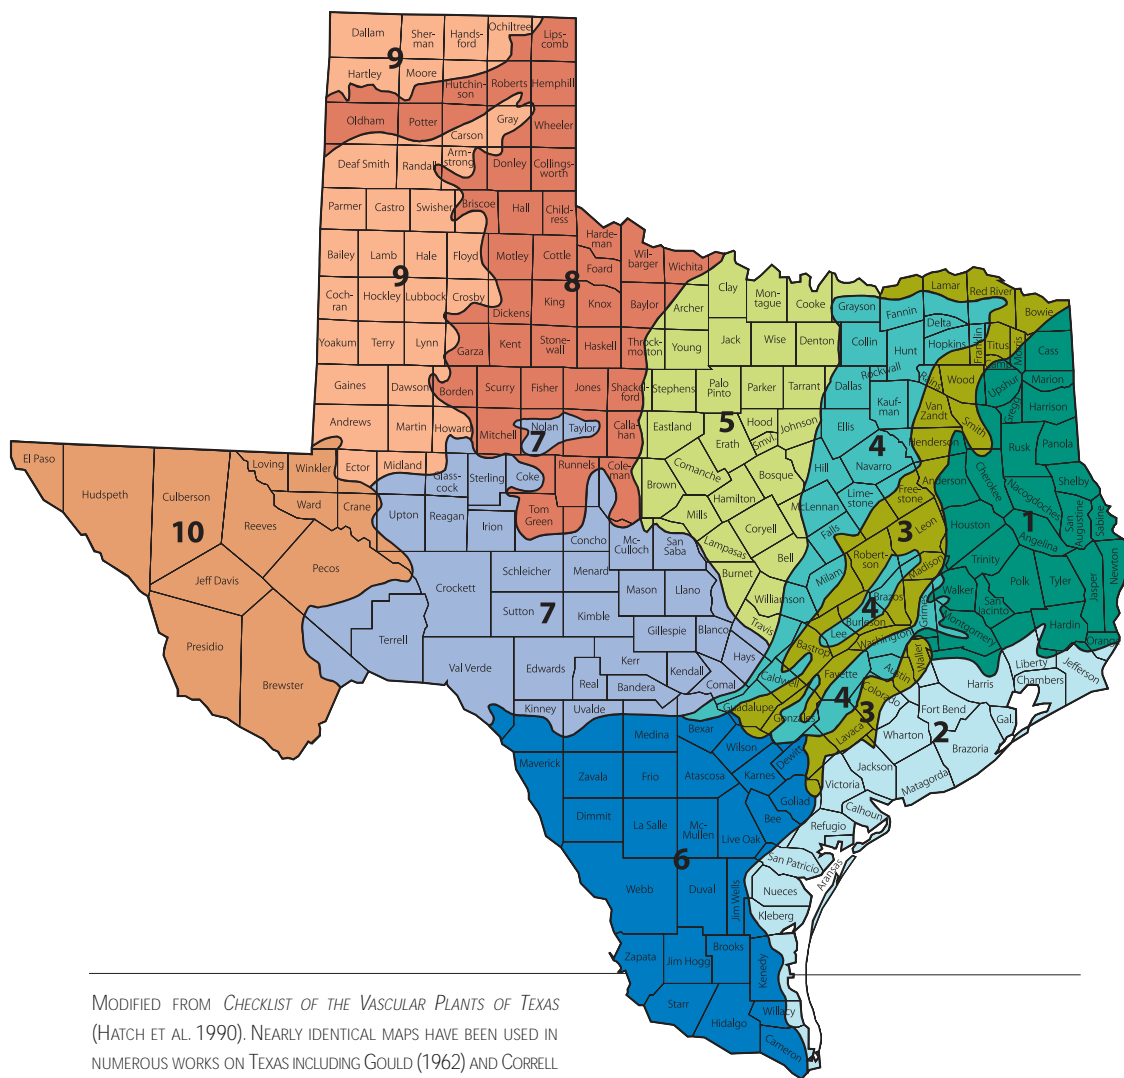 Dallam
Sher-
man
Hands-
ford
Ochiltree
Lips-
comb
9
Hartley
Moore
Hutchin-
son
Roberts
Hemphill
Oldham
Potter
Carson
Gray
Wheeler
Deaf Smith
Randall
Arm-
strong
Donley
Collings-
worth
Parmer
Castro
Swisher
Briscoe
Hall
Child-
ress
Harde-
man
Bailey
Lamb
Hale
Floyd
Motley
Cottle
Foard
Wil-
barger
Wichita
9
8
Clay
Mon-
tague
Cooke
Grayson
Fannin
Lamar
Red River
Bowie
Coch-
ran
Hockley
Lubbock
Crosby
Dickens
King
Knox
Baylor
Archer
Delta
Yoakum
Terry
Lynn
Garza
Kent
Stone-
wall
Haskell
Throck-
morton
Young
Jack
Wise
Denton
Collin
Hunt
Hopkins
Franklin
Titus
Camp
Morris
Cass
Gaines
Dawson
Borden
Scurry
Fisher
Jones
Shackel-
ford
Stephens
Palo
Pinto
Parker
Tarrant
Dallas
Rockwall
Kauf-
man
Rains
Wood
Upshur
Marion
Gregg
Harrison
Andrews
Martin
Howard
Mitchell
Nolan
7
Taylor
Calla-
han
Eastland
5
Erath
Hood
Smvl.
Johnson
Ellis
4
Van
Zandt
Smith
Henderson
Rusk
Panola
El Paso
Hudspeth
Culberson
Loving
Winkler
Ector
Midland
Glass-
cock
Sterling
Coke
Runnels
Cole-
man
Brown
Comanche
Bosque
Hill
Navarro
Anderson
Cherokee
Nacogdoches
Shelby
Ward
Crane
Upton
Reagan
Irion
Tom
Green
Hamilton
Mills
McLennan
Lime-
stone
Free-
stone
San
Augustine
Sabine
10
Reeves
Pecos
Jeff Davis
Concho
Mc-
Culloch
San
Saba
Lampasas
Coryell
Bell
Falls
Robert-
son
3
Leon
Houston
1
Angelina
Newton
Crockett
Schleicher
Menard
Mason
Llano
Burnet
Williamson
Milam
Madison
Trinity
Polk
Tyler
Jasper
Walker
San
Jacinto
Presidio
Terrell
Sutton
7
Kimble
Gillespie
Blanco
Travis
Lee
4
Brazos
Burleson
Grimes
Washington
Montgomery
Hardin
Orange
Brewster
Val Verde
Edwards
Real
Kerr
Bandera
Kendall
Hays
Comal
Bastrop
Caldwell
Fayette
Austin
Waller
Liberty
Chambers
Jefferson
Harris
Kinney
Uvalde
Guadalupe
Gonzales
4
Colorado
3
Lavaca
Fort Bend
Gal.
Medina
Bexar
Wilson
Dewitt
Wharton
2
Brazoria
Maverick
Zavala
Frio
Atascosa
Karnes
Jackson
Victoria
Matagorda
Goliad
Calhoun
Dimmit
La Salle
Mc-
Mullen
Live Oak
Bee
Refugio
6
San Patricio
Aransas
Webb
Duval
Jim Wells
Nueces
Kleberg
Zapata
Jim Hogg
Brooks
Kenedy
Starr
Hidalgo
Willacy
Cameron
MODIFIED FROM CHECKLIST OF THE VASCULAR PLANTS OF TEXAS
(HATCH ET AL. 1990). NEARLY IDENTICAL MAPS HAVE BEEN USED IN
NUMEROUS WORKS ON TEXAS INCLUDING GOULD (1962) AND CORRELL